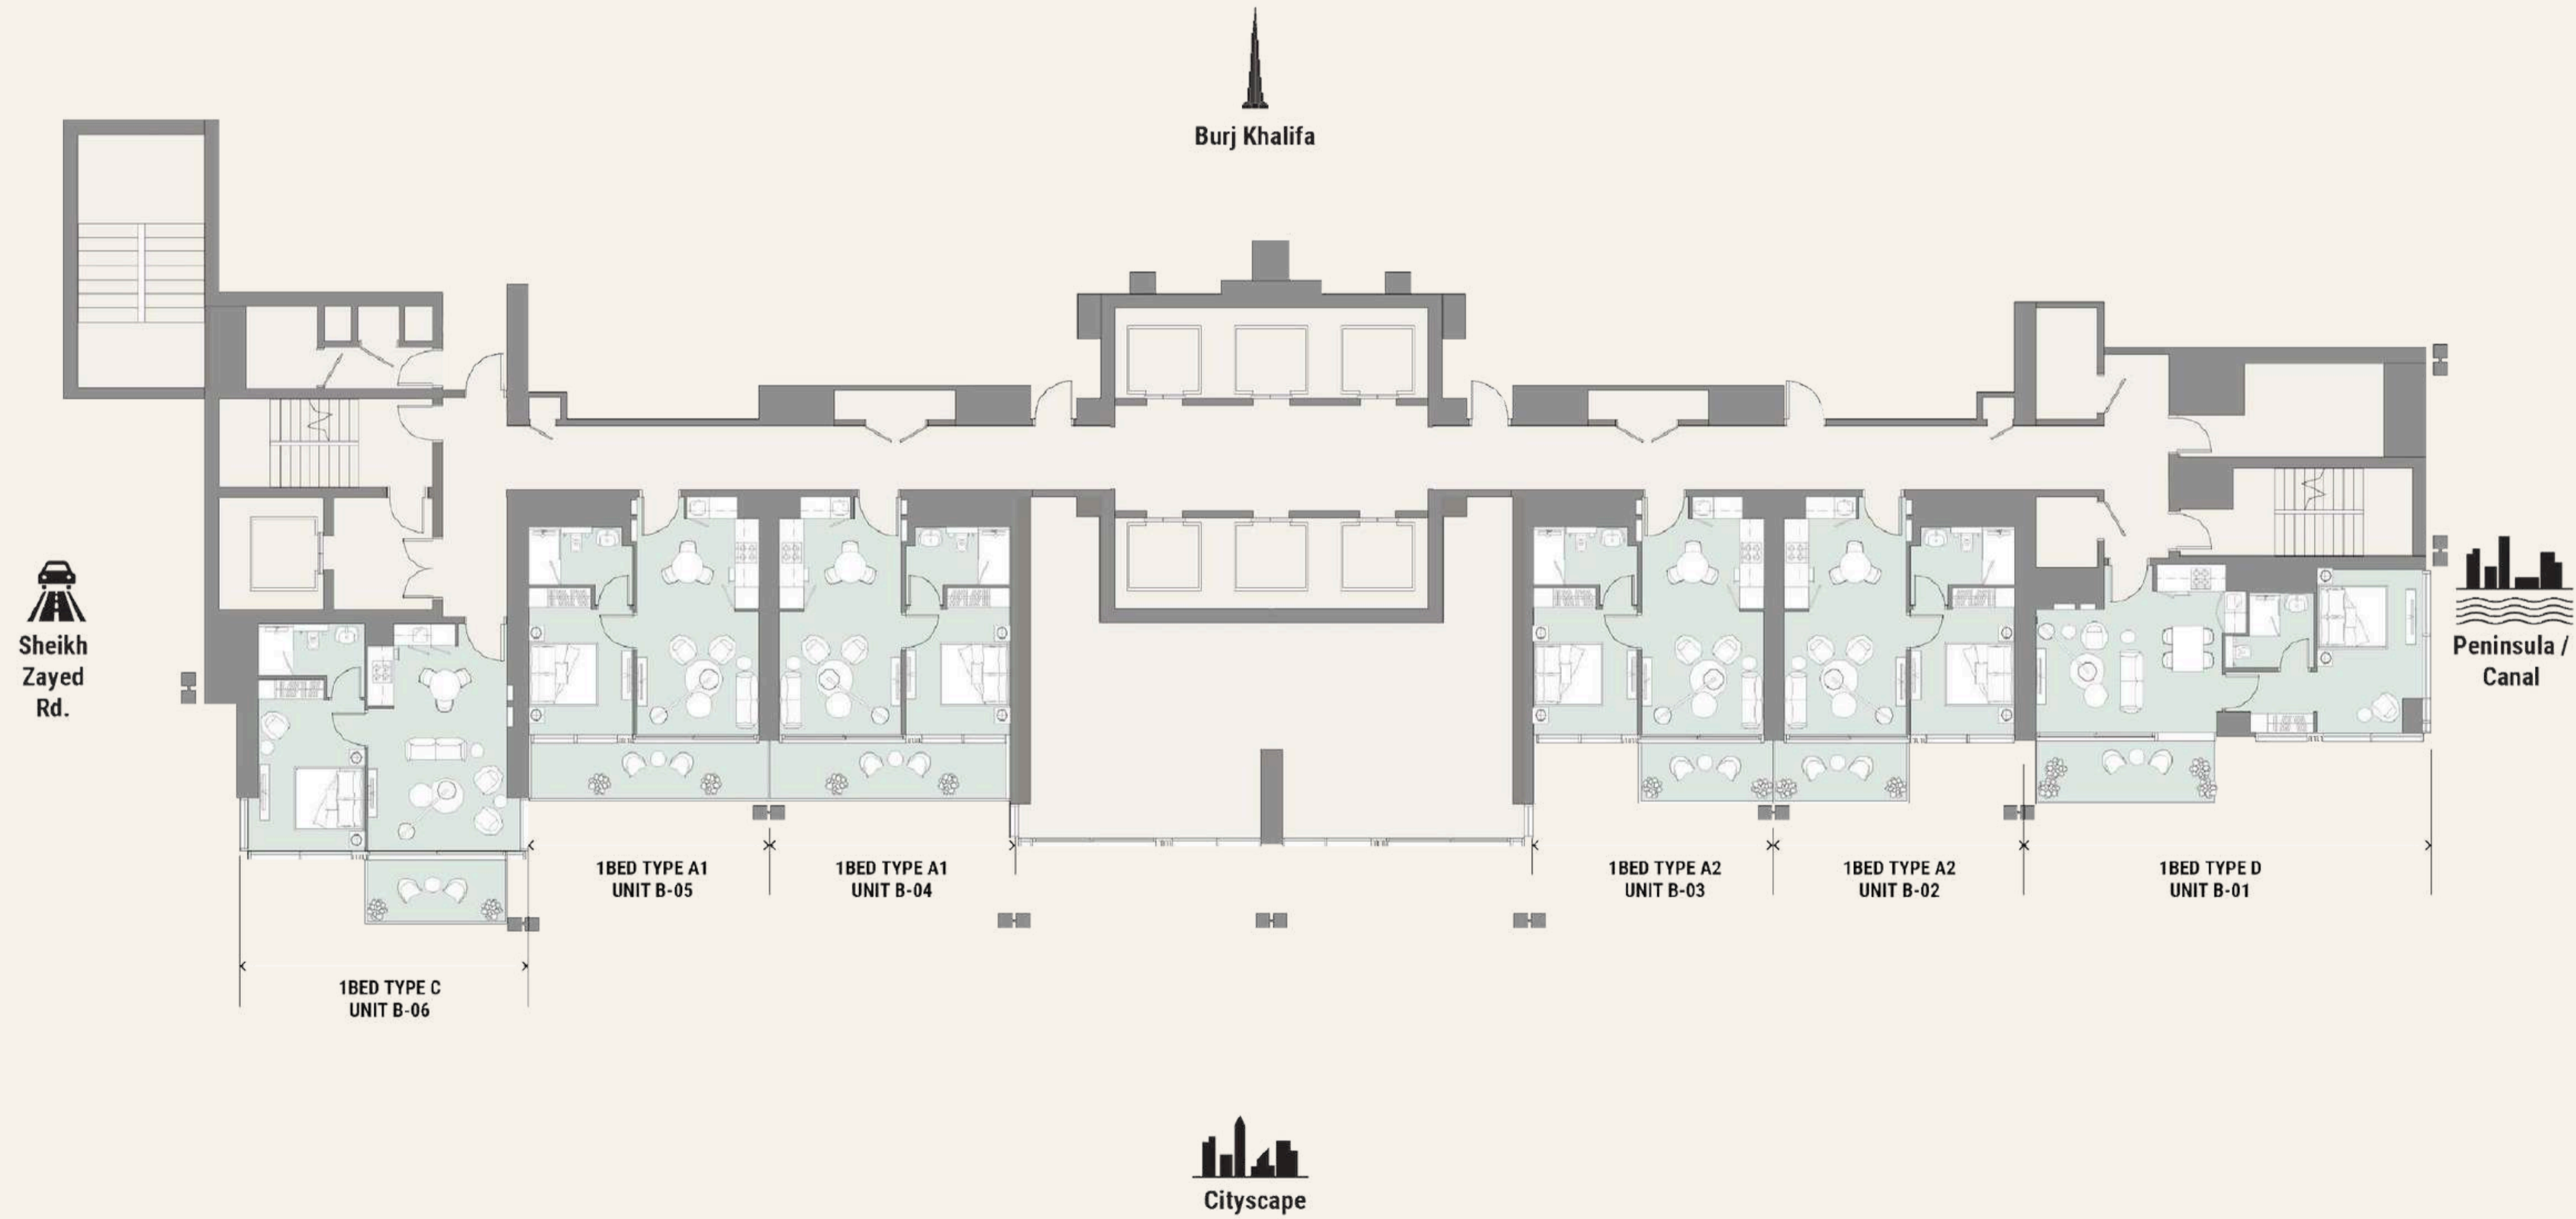 Burj Khalifa
Sheikh
Zayed
Rd.
Peninsula /
Canal
1BED TYPE A1
UNIT B-05
1BED TYPE A1
UNIT B-04
1BED TYPE A2
UNIT B-03
1BED TYPE A2
UNIT B-02
1BED TYPE D
UNIT B-01
1BED TYPE C
UNIT B-06
Cityscape